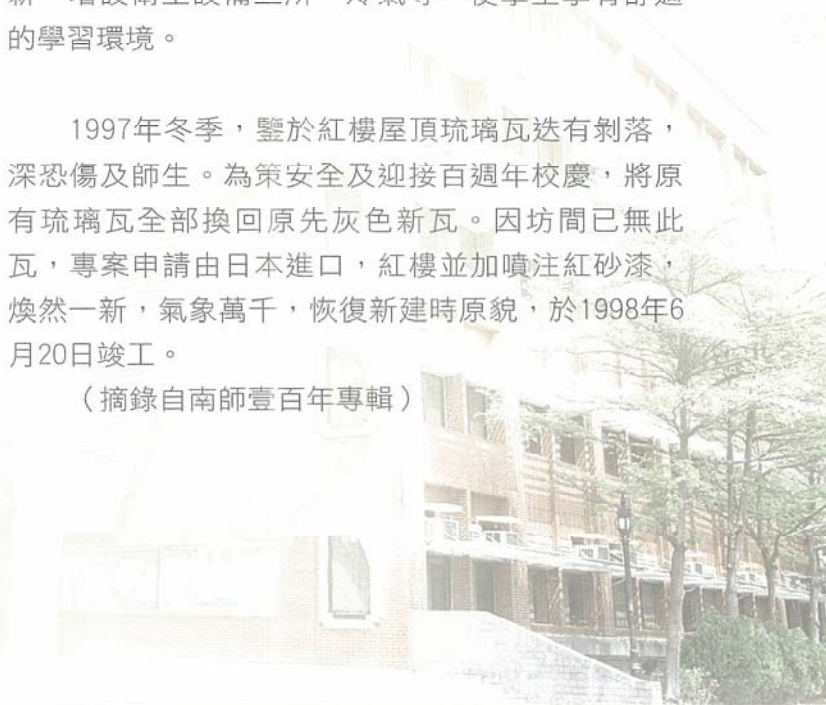 的學習環境。
1997年冬季，鑒於紅樓屋頂琉璃瓦迭有剝落，
深恐傷及師生。為策安全及迎接百週年校慶，將原
有琉璃瓦全部換回原先灰色新瓦。因坊間已無此
瓦，專案申請由日本進口，紅樓並加噴注紅砂漆，
煥然一新，氣象萬千，恢復新建時原貌，於1998年6
月20日竣工。
（摘錄自南師壹百年專輯）